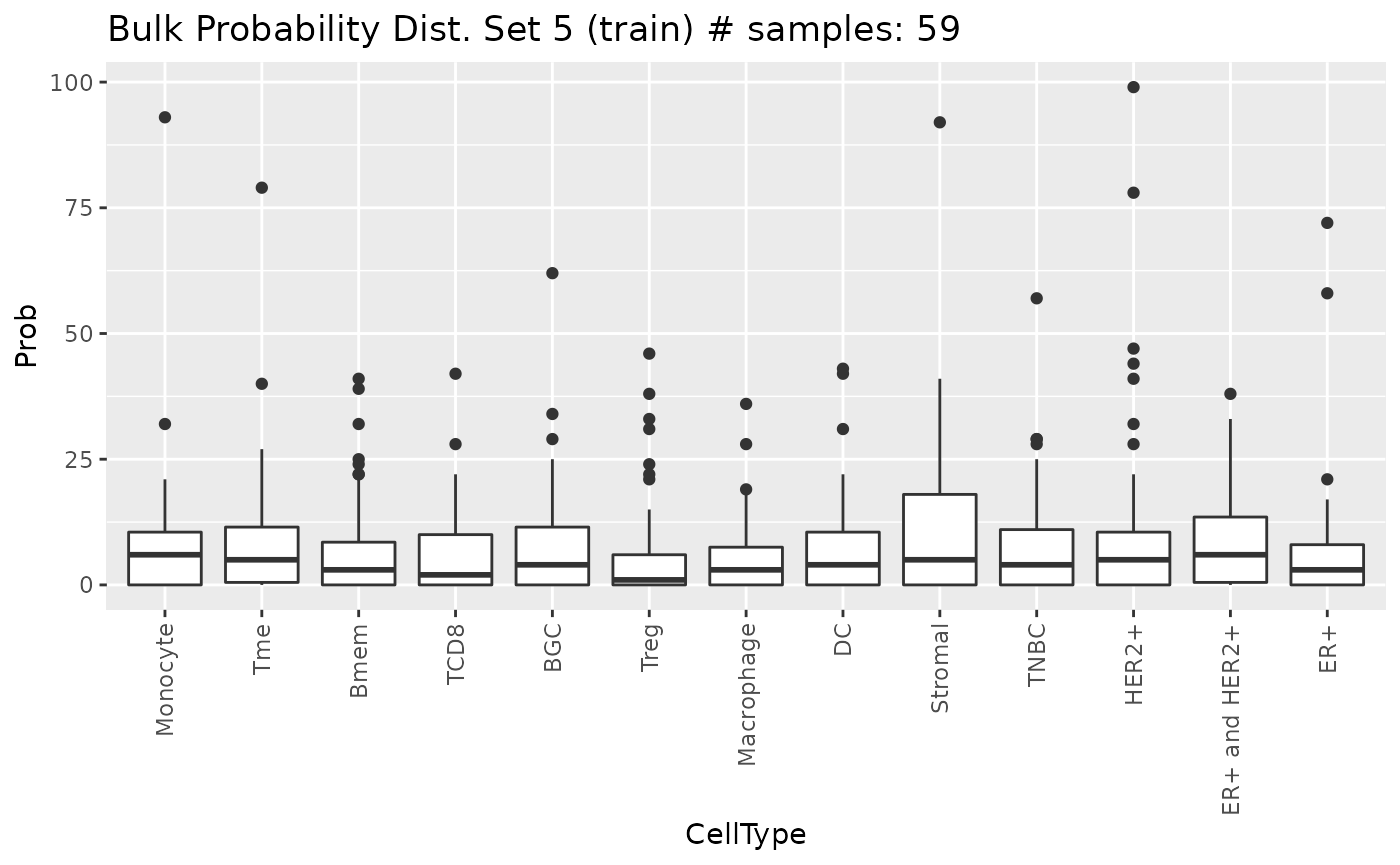 Bulk Probability Dist. Set 5 (train) # samples: 59
100
75
50
25
0
Prob
Monocyte
Tme
Bmem
TCD8
BGC
Treg
Macrophage
DC
Stromal
TNBC
HER2+
ER+ and HER2+
ER+
CellType